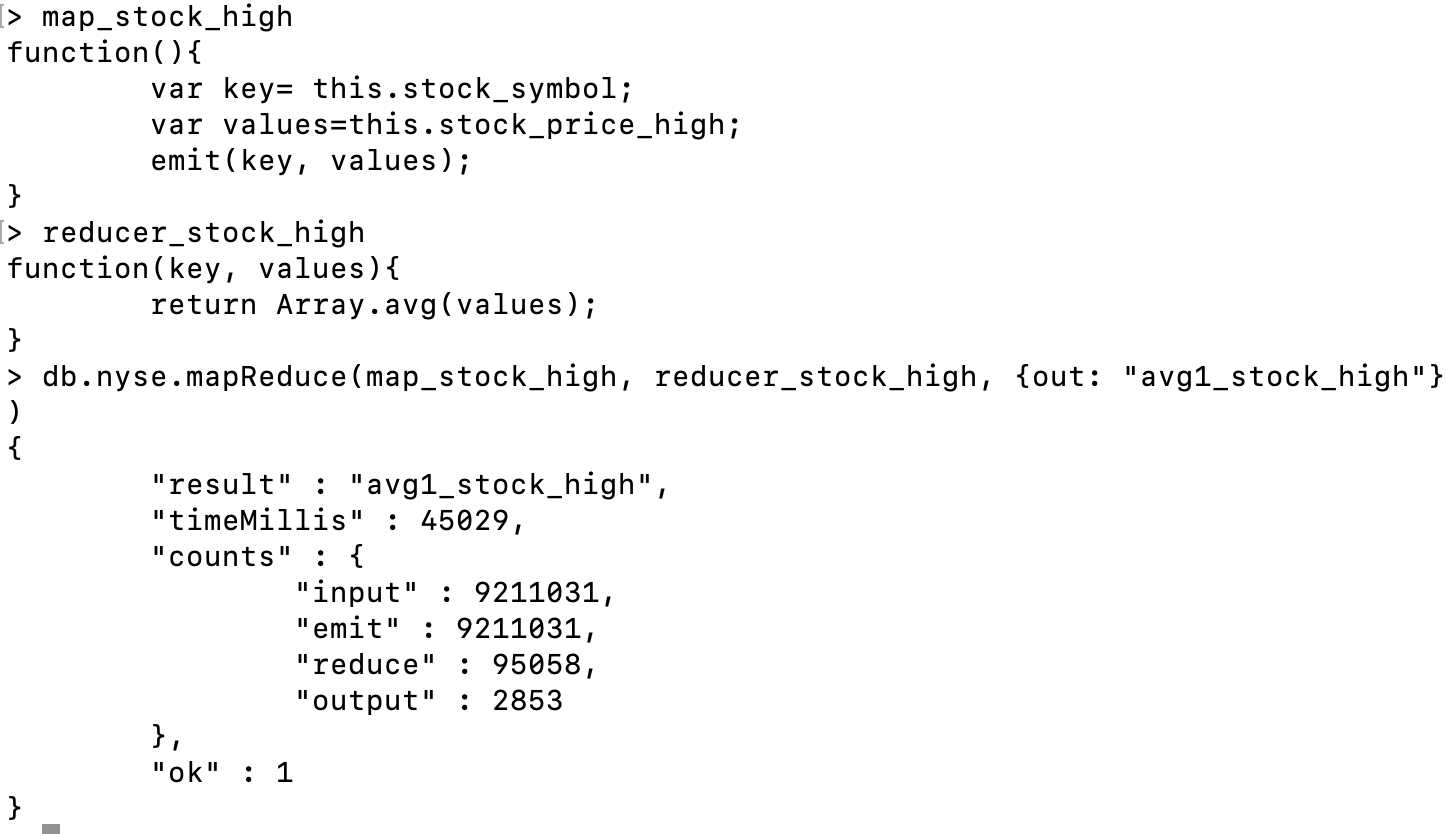 > map_stock_high
function(){
        var key= this.stock_symbol;
        var values=this.stock_price_high;
        emit(key, values);
}
> reducer_stock_high
function(key, values){
        return Array.avg(values);
}
> db.nyse.mapReduce(map_stock_high, reducer_stock_high, {out: "avg1_stock_high"}
)
{
        "result" : "avg1_stock_high",
        "timeMillis" : 45029,
        "counts" : {
                "input" : 9211031,
                "emit" : 9211031,
                "reduce" : 95058,
                "output" : 2853
        },
        "ok" : 1
}